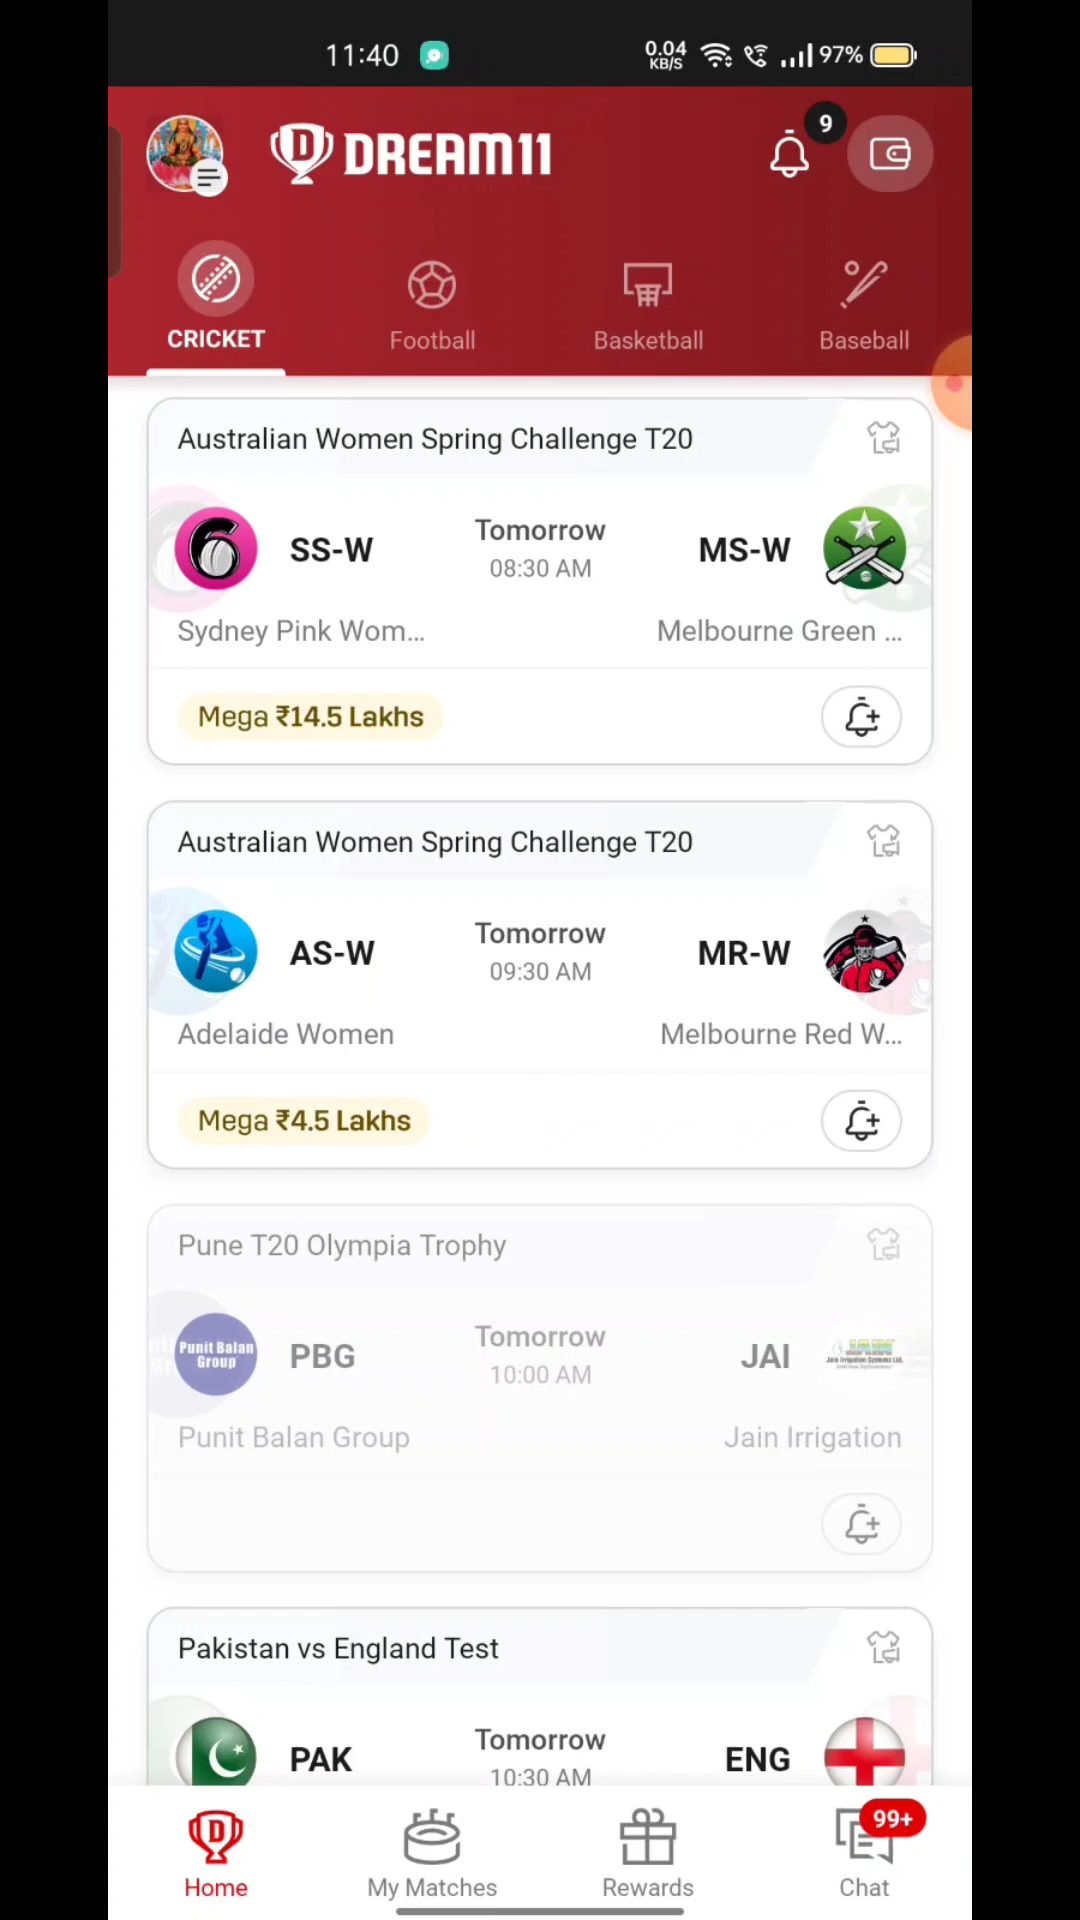 11:40
0.04
KB/S
97%
DREAM11
9
CRICKET
Football
Basketball
Baseball
Australian Women Spring Challenge T20
SS-W
Tomorrow
08:30 AM
MS-W
Sydney Pink Wom...
Melbourne Green ...
Mega ₹14.5 Lakhs
Australian Women Spring Challenge T20
AS-W
Tomorrow
09:30 AM
MR-W
Adelaide Women
Melbourne Red W...
Mega ₹4.5 Lakhs
Pune T20 Olympia Trophy
Punit Balan
Group
PBG
Tomorrow
10:00 AM
JAI
Jain Irrigation Systems Ltd.
Punit Balan Group
Jain Irrigation
Pakistan vs England Test
PAK
Tomorrow
10:30 AM
ENG
99+
Home
My Matches
Rewards
Chat